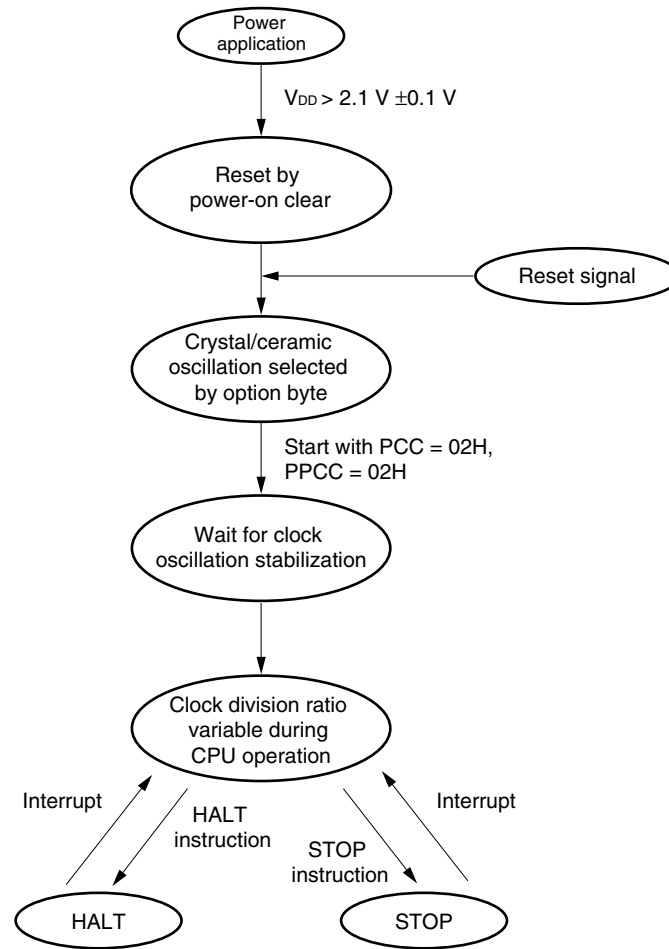 Power
application
VDD > 2.1 V ±0.1 V
Reset by
power-on clear
Reset signal
Crystal/ceramic
oscillation selected
by option byte
Start with PCC = 02H,
PPCC = 02H
Wait for clock
oscillation stabilization
Clock division ratio
variable during
CPU operation
Interrupt
HALT
instruction
STOP
instruction
Interrupt
HALT
STOP